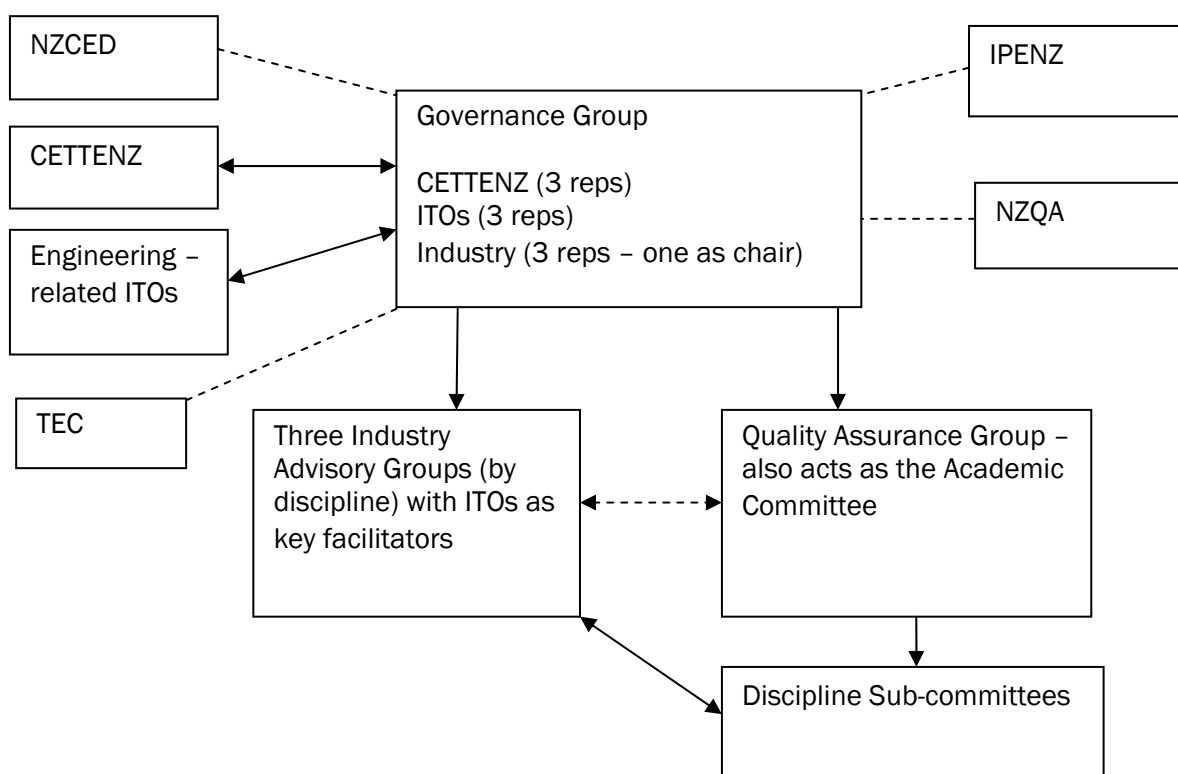 NZCED
IPENZ
Governance Group
CETTENZ
CETTENZ (3 reps)
ITOs (3 reps)
Industry (3 reps – one as chair)
NZQA
Engineering –
related ITOs
TEC
Three Industry
Advisory Groups (by
discipline) with ITOs as
key facilitators
Quality Assurance Group –
also acts as the Academic
Committee
Discipline Sub-committees